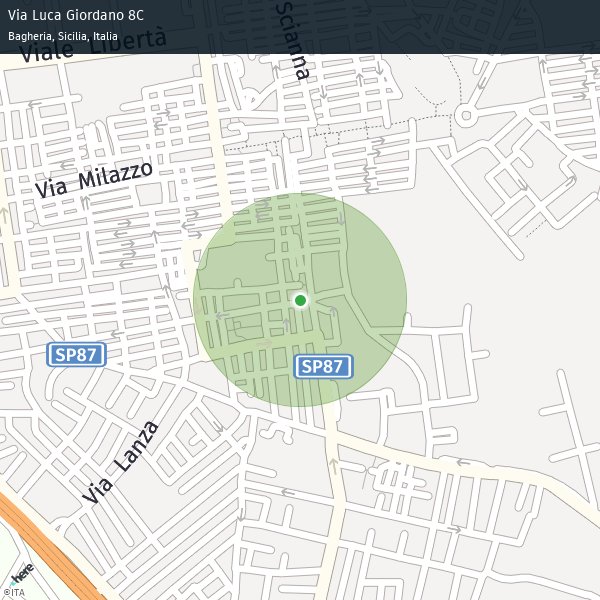 Via Luca Giordano 8C
Bagheria, Sicilia, Italia
Viale Libertà
Scianna
Via Milazzo
SP87
SP87
Via Lanza
here
©ITA